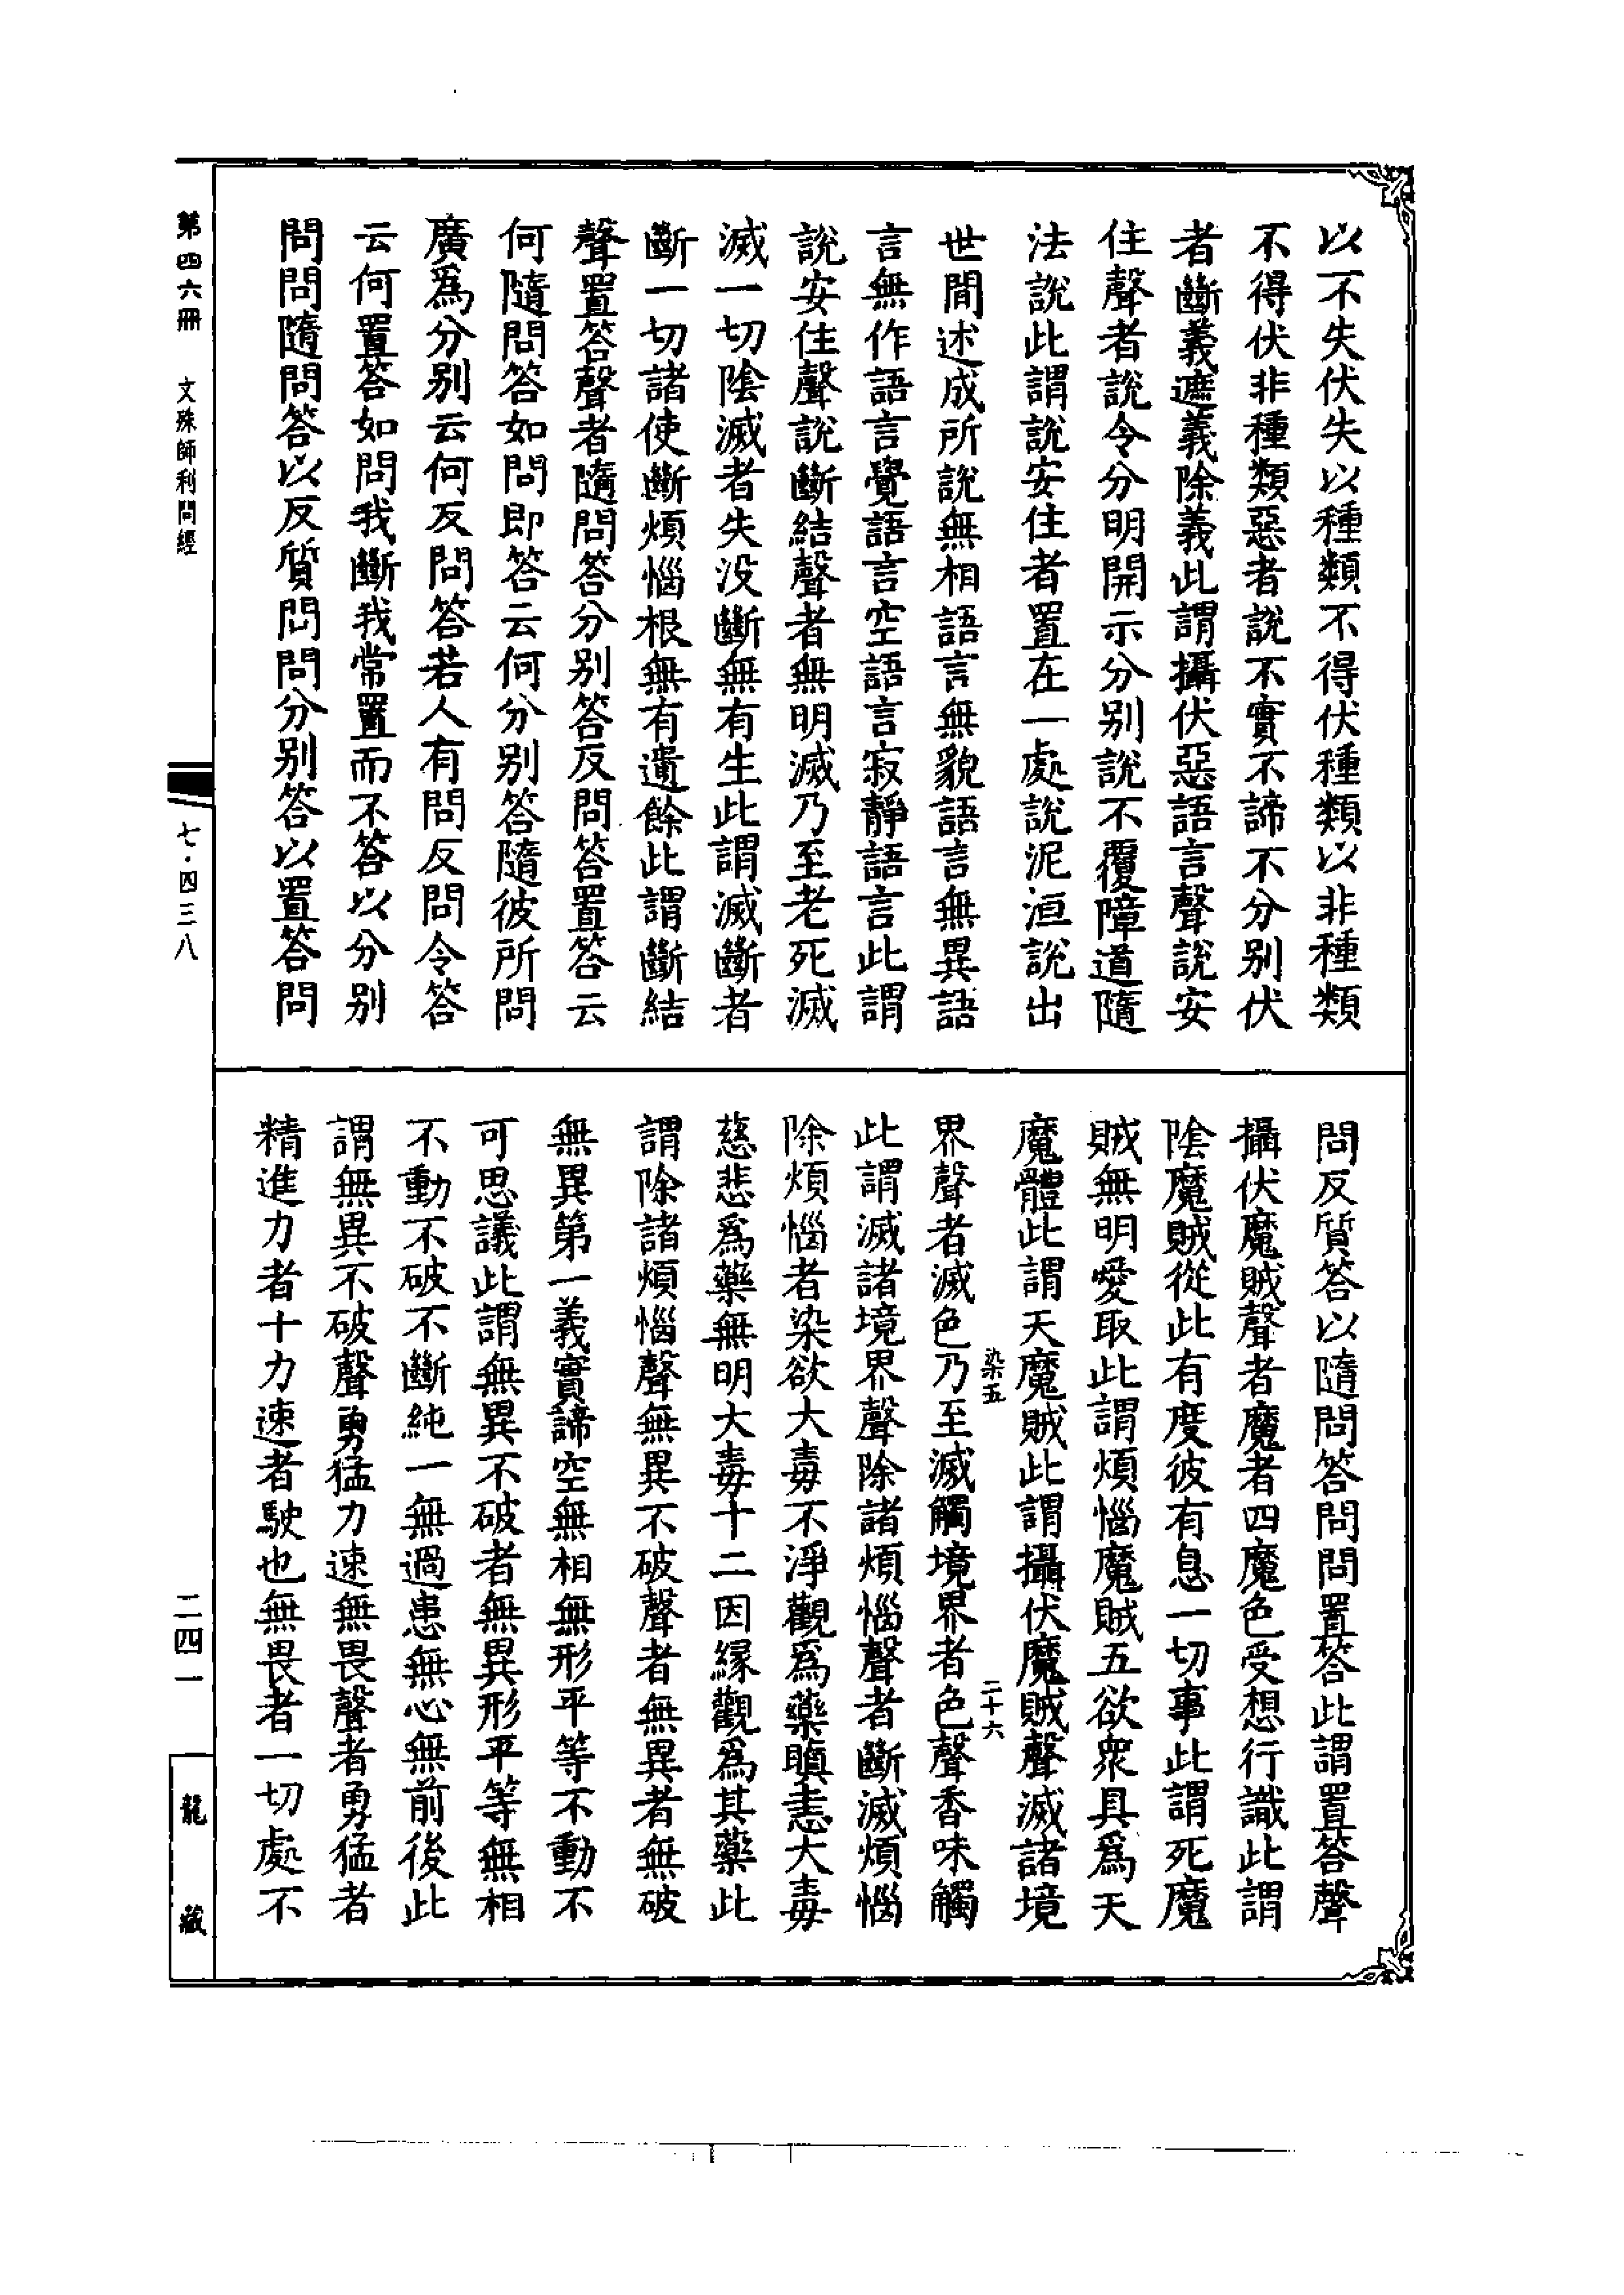 以不失伏失以種類不得伏種類以非種類
不得伏非種類惡者說不實不諦不分别伏
者斷義遮義除義此謂攝伏惡語言聲說安
住聲者說令分明開示分别說不覆障道隨
法說此謂說安住者置在一處說泥洹說出
世間述成所說無相語言無貌語言無異語
言無作語言覺語言空語言寂靜語言此謂
說安住聲說斷結聲者無明滅乃至老死滅
滅一切陰滅者失没斷無有生此謂滅斷者
斷一切諸使斷煩惱根無有遺餘此謂斷結
聲置答聲者隨問答分别答反問答置答云
何隨問答如問即答云何分别答隨彼所問
廣爲分别云何反問答若人有問反問令答
云何置答如問我斷我常置而不答以分别
問問隨問答以反質問問分别答以置答問
問反質答以隨問答問問置答此謂置答聲
攝伏魔賊聲者魔者四魔色受想行識此謂
陰魔賊從此有度彼有息一切事此謂死魔
賊無明愛取此謂煩惱魔賊五欲衆具爲天
魔體此謂天魔賊此謂攝伏魔賊聲滅諸境
染五 二十六
界聲者滅色乃至滅觸境界者色聲香味觸
此謂滅諸境界聲除諸煩惱聲者斷滅煩惱
除煩惱者染欲大毒不淨觀爲藥瞋恚大毒
慈悲爲藥無明大毒十二因緣觀爲其藥此
謂除諸煩惱聲無異不破聲者無異者無破
無異第一義實諦空無相無形平等不動不
可思議此謂無異不破者無異形平等無相
不動不破不斷純一無過患無心無前後此
謂無異不破聲勇猛力速無畏聲者勇猛者
精進力者十力速者駛也無畏者一切處不
第四六冊 文殊師利問經
七·四三八
二四一
龍藏